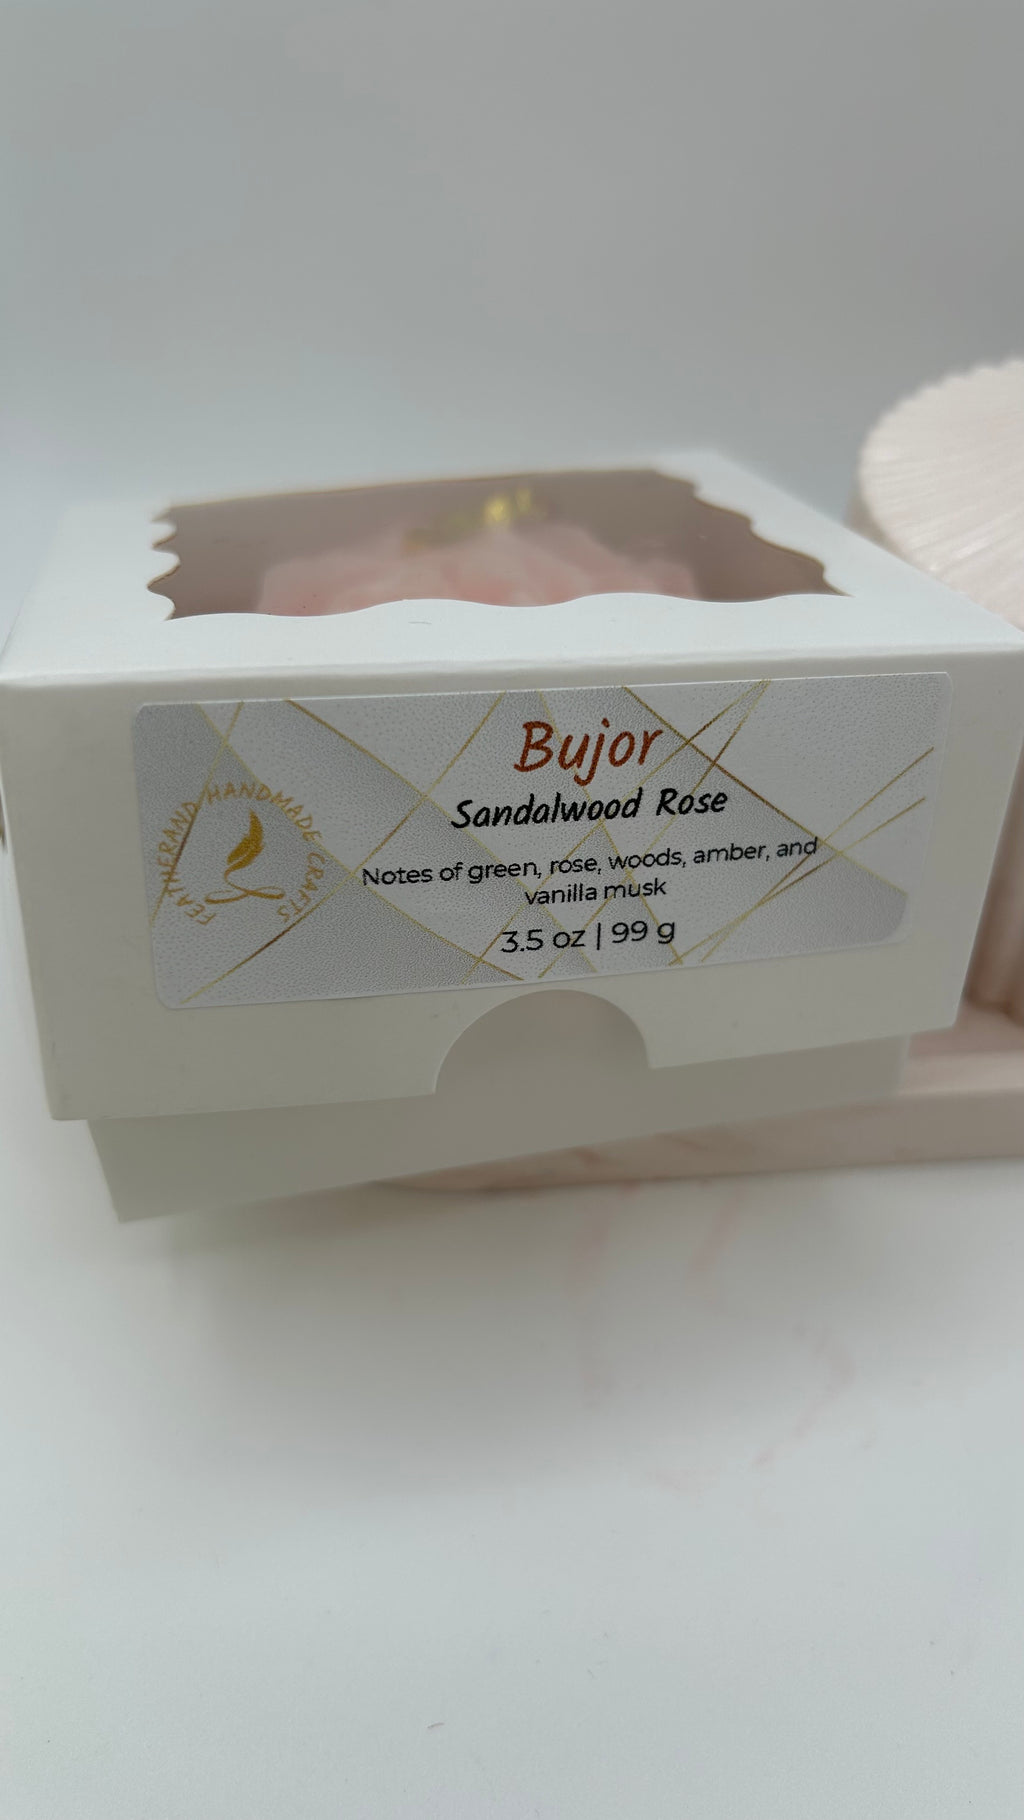 FEATHERAND HANDMADE CRAFTS
Bujor
Sandalwood Rose
Notes of green, rose, woods, amber, and
vanilla musk
3.5 oz | 99 g